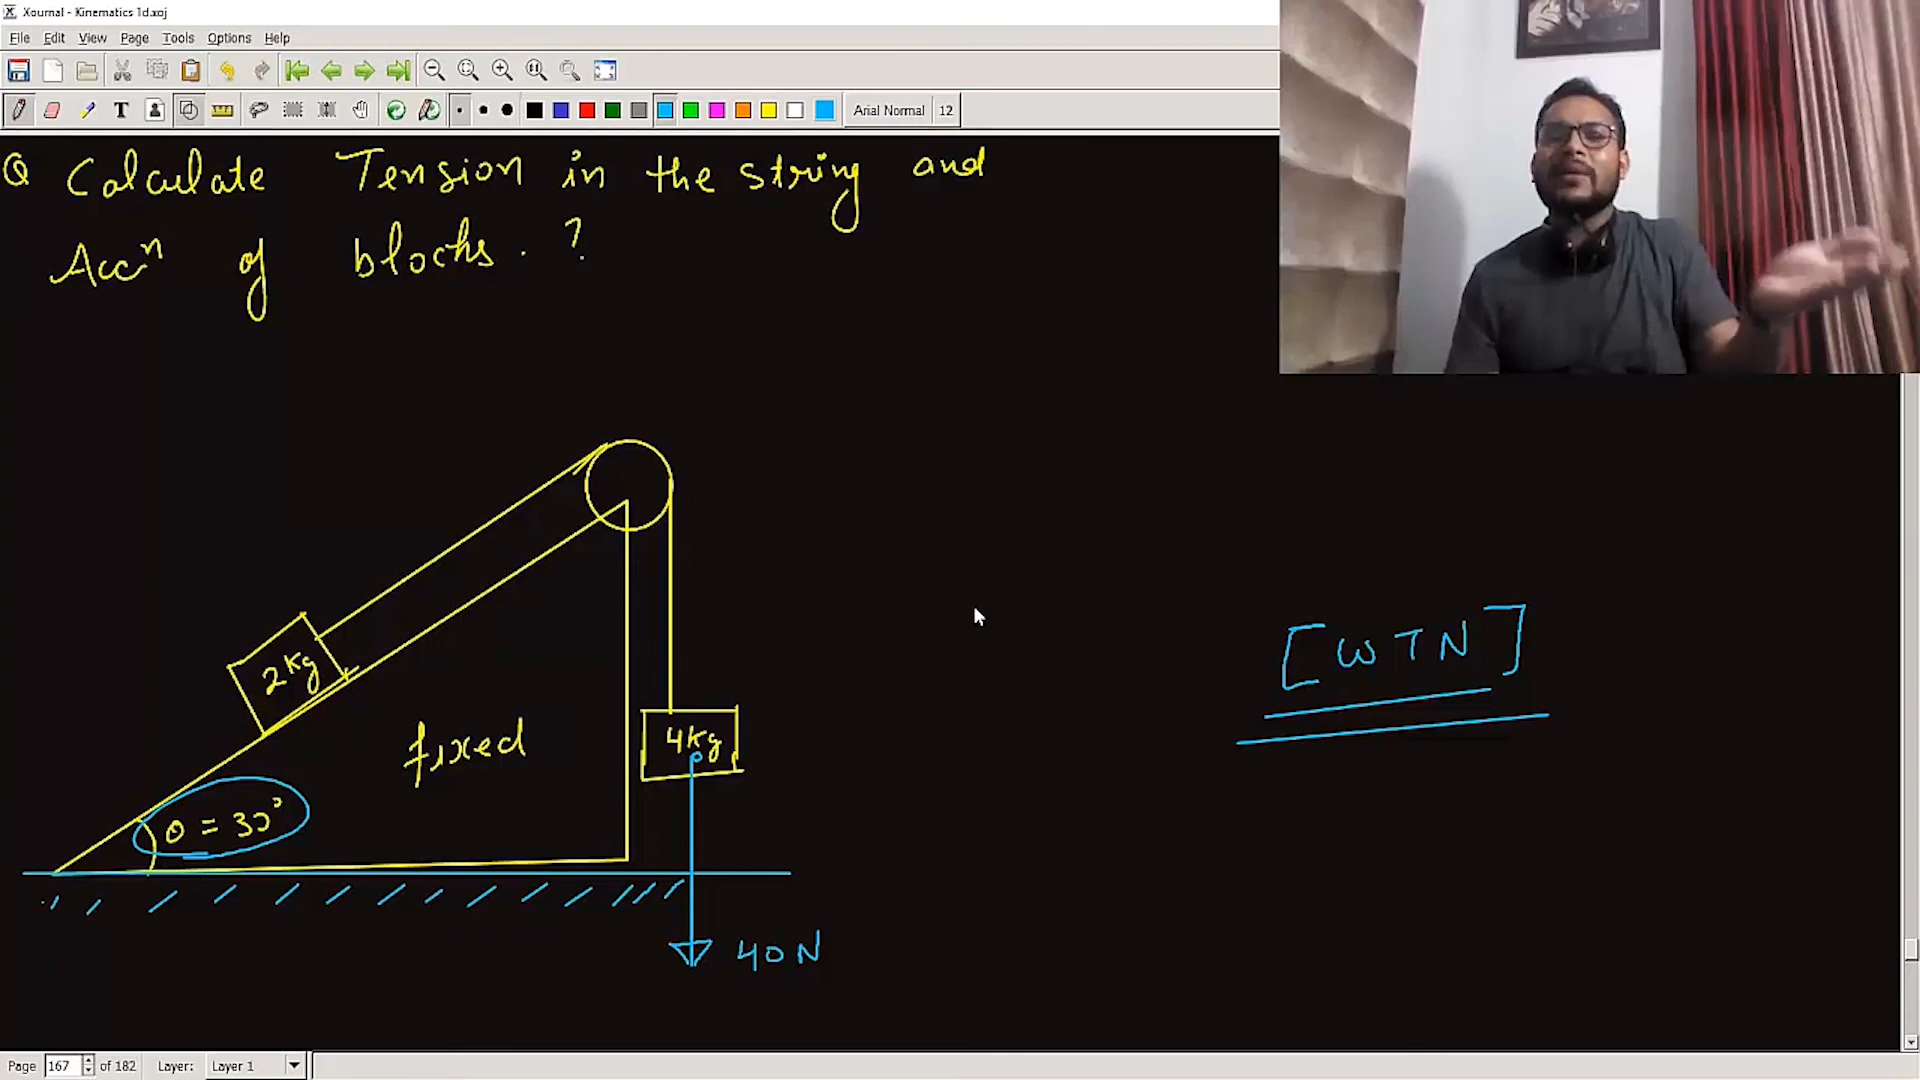 Xournal - Kinematics 1d.xoj
File Edit View Page Tools Options Help
T Arial Normal 12
Q Calculate Tension in the string and
Accⁿ of blocks. ?
2Kg
4Kg
fixed
θ = 30°
[WTN]
40N
Page 167 of 182 Layer: Layer 1